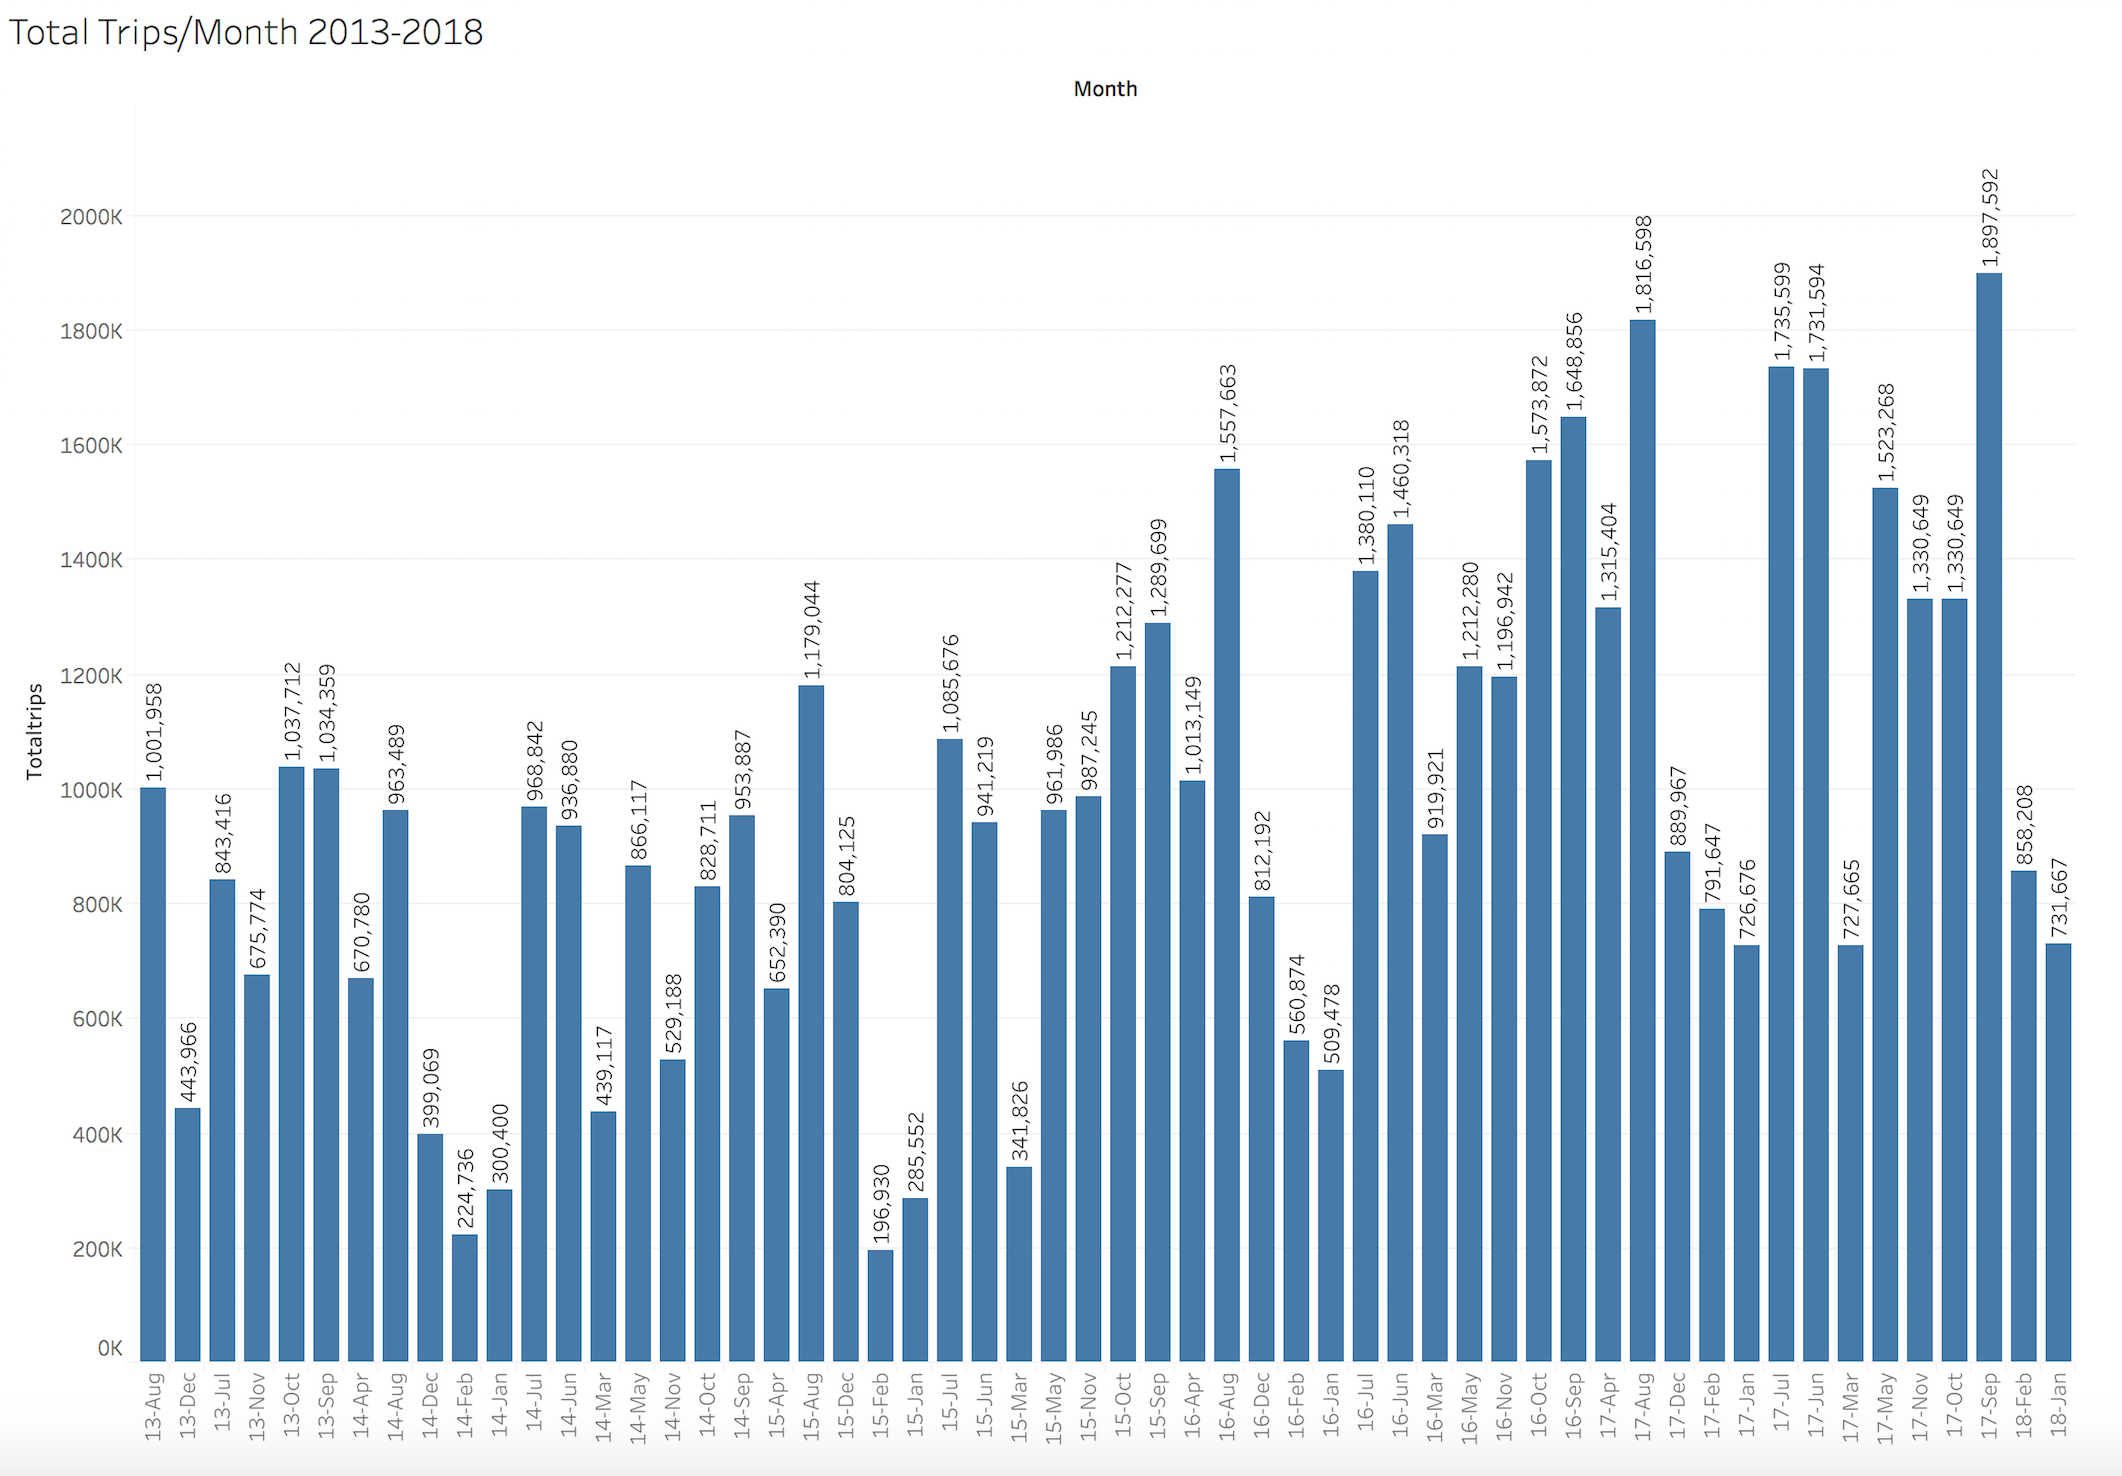 Total Trips/Month 2013-2018
Month
Totaltrips
2000K
1800K
1600K
1400K
1200K
1000K
800K
600K
400K
200K
0K
1,001,958
443,966
843,416
675,774
1,037,712
1,034,359
670,780
963,489
399,069
224,736
300,400
968,842
936,880
439,117
866,117
529,188
828,711
953,887
652,390
1,179,044
804,125
196,930
285,552
1,085,676
941,219
341,826
961,986
987,245
1,212,277
1,289,699
1,013,149
1,557,663
812,192
560,874
509,478
1,380,110
1,460,318
919,921
1,212,280
1,196,942
1,573,872
1,648,856
1,315,404
1,816,598
889,967
791,647
726,676
1,735,599
1,731,594
727,665
1,523,268
1,330,649
1,330,649
1,897,592
858,208
731,667
13-Aug
13-Dec
13-Jul
13-Nov
13-Oct
13-Sep
14-Apr
14-Aug
14-Dec
14-Feb
14-Jan
14-Jul
14-Jun
14-Mar
14-May
14-Nov
14-Oct
14-Sep
15-Apr
15-Aug
15-Dec
15-Feb
15-Jan
15-Jul
15-Jun
15-Mar
15-May
15-Nov
15-Oct
15-Sep
16-Apr
16-Aug
16-Dec
16-Feb
16-Jan
16-Jul
16-Jun
16-Mar
16-May
16-Nov
16-Oct
16-Sep
17-Apr
17-Aug
17-Dec
17-Feb
17-Jan
17-Jul
17-Jun
17-Mar
17-May
17-Nov
17-Oct
17-Sep
18-Feb
18-Jan